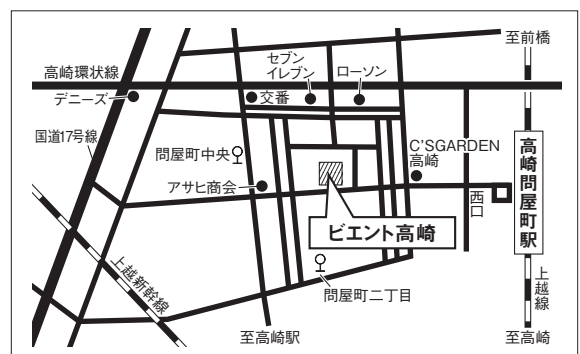 至前橋
高崎環状線
セブン
イレブン
ローソン
デニーズ
交番
国道17号線
問屋町中央
C'SGARDEN
高崎
アサヒ商会
西口
高崎問屋町駅
ビエント高崎
上越新幹線
問屋町二丁目
上越線
至高崎駅
至高崎